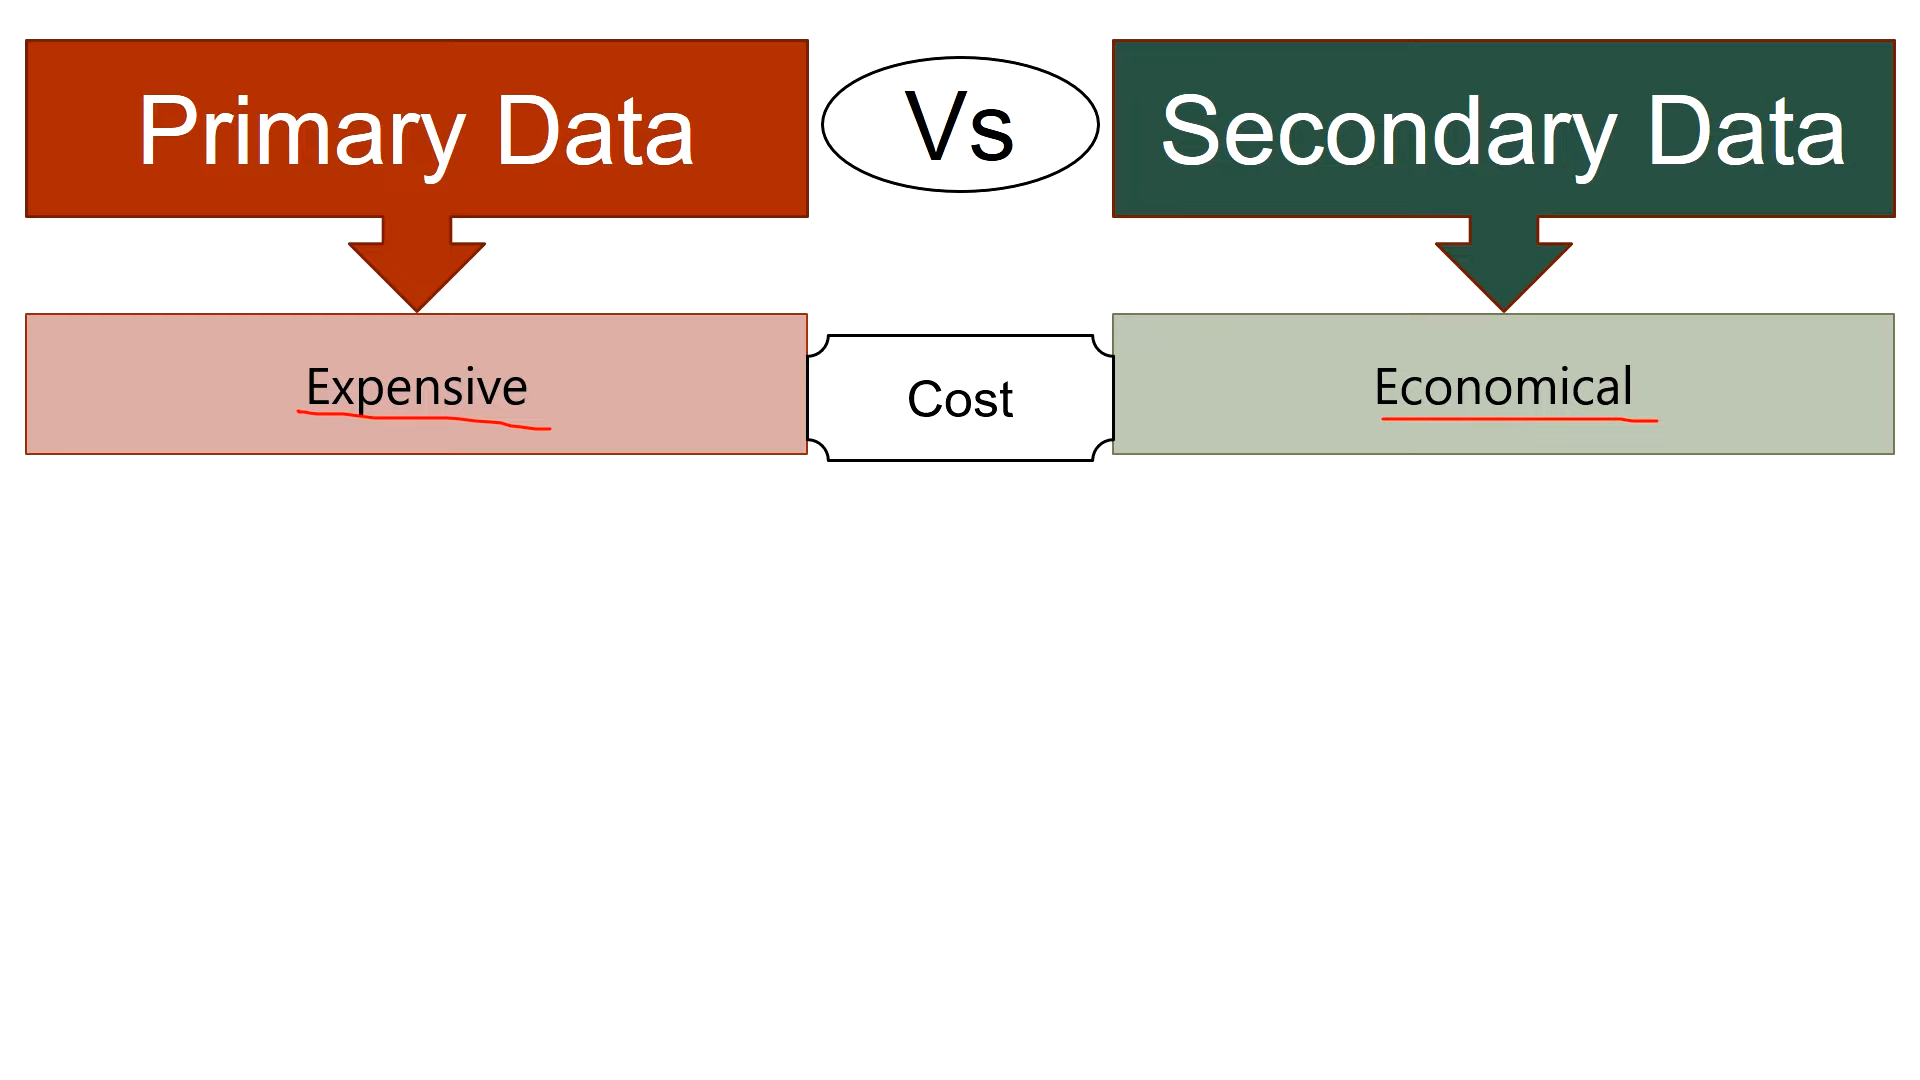 Primary Data
Vs
Secondary Data
Expensive
Cost
Economical